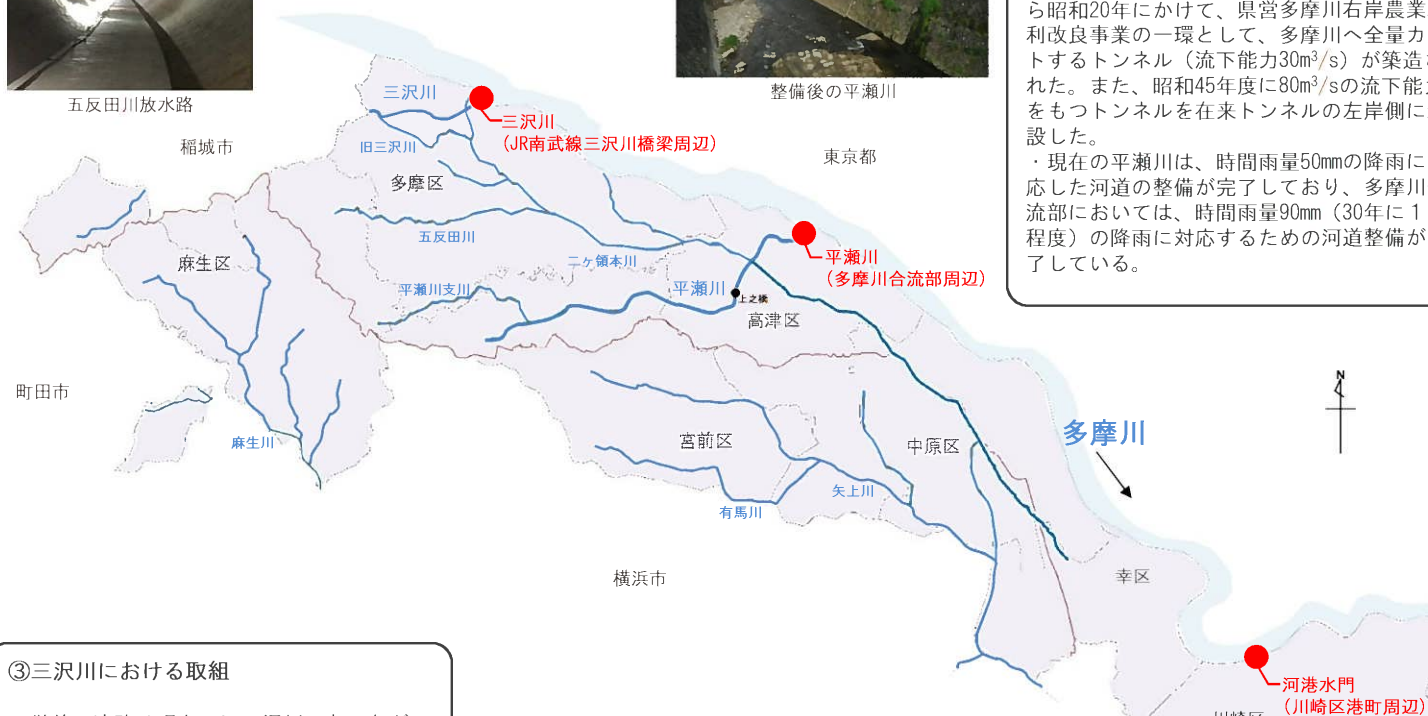 五反田川放水路
整備後の平瀬川
ら昭和20年にかけて、県営多摩川右岸農業
利改良事業の一環として、多摩川へ全量カ
トするトンネル（流下能力30m³/s）が築造
れた。また、昭和45年度に80m³/sの流下能
をもつトンネルを在来トンネルの左岸側に
設した。
・現在の平瀬川は、時間雨量50mmの降雨に
応した河道の整備が完了しており、多摩川
流部においては、時間雨量90mm（30年に１
程度）の降雨に対応するための河道整備が
了している。
三沢川
三沢川
（JR南武線三沢川橋梁周辺）
稲城市
旧三沢川
東京都
多摩区
五反田川
麻生区
二ヶ領本川
平瀬川
（多摩川合流部周辺）
平瀬川支川
平瀬川
上之橋
高津区
N
町田市
麻生川
宮前区
中原区
多摩川
矢上川
有馬川
横浜市
幸区
③三沢川における取組
河港水門
（川崎区港町周辺）
川崎区